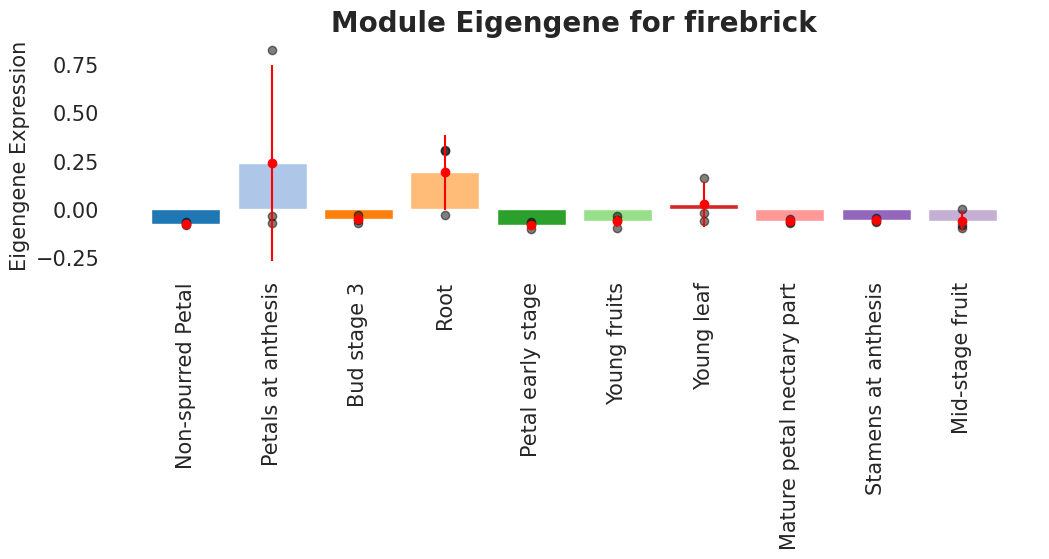 Module Eigengene for firebrick
Eigengene Expression
0.75
0.50
0.25
0.00
−0.25
Non-spurred Petal
Petals at anthesis
Bud stage 3
Root
Petal early stage
Young fruits
Young leaf
Mature petal nectary part
Stamens at anthesis
Mid-stage fruit